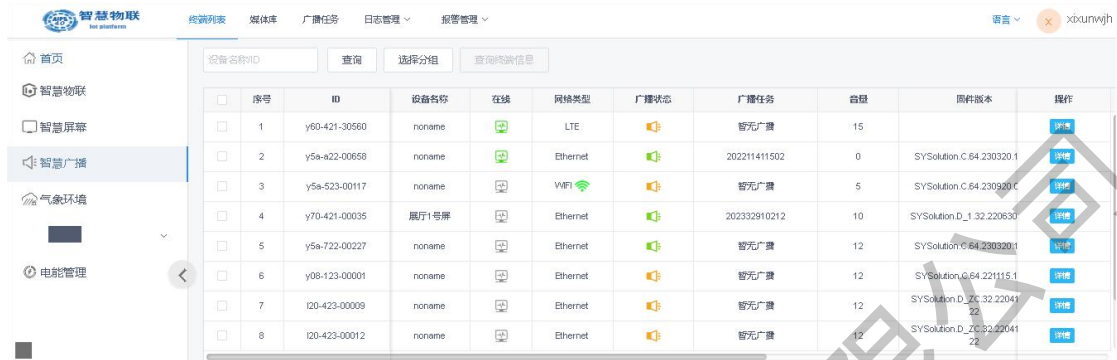 智慧物联
Iot platform
终端列表 媒体库 广播任务 日志管理 报警管理 语言 xixunwjh
首页
智慧物联
智慧屏幕
智慧广播
气象环境
电能管理
设备名称/ID 查询 选择分组 查询终端信息
序号 ID 设备名称 在线 网络类型 广播状态 广播任务 音量 固件版本 操作
1 y60-421-30560 noname LTE 暂无广播 15 详情
2 y5a-a22-00658 noname Ethernet 202211411502 0 SYSolution.C.64.230320.1 详情
3 y5a-523-00117 noname WIFI 暂无广播 5 SYSolution.C.64.230920.0 详情
4 y70-421-00035 展厅1号屏 Ethernet 202332910212 10 SYSolution.D_1.32.220630 详情
5 y5a-722-00227 noname Ethernet 暂无广播 12 SYSolution.C.64.230320.1 详情
6 y08-123-00001 noname Ethernet 暂无广播 12 SYSolution.G.64.221115.1 详情
7 l20-423-00009 noname Ethernet 暂无广播 12 SYSolution.D_ZC.32.22041
22 详情
8 l20-423-00012 noname Ethernet 暂无广播 12 SYSolution.D_ZC.32.22041
22 详情
限公司